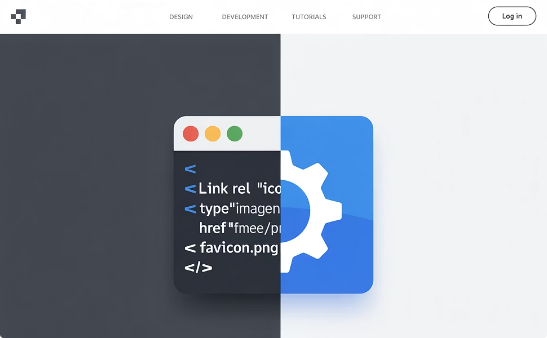 DESIGN DEVELOPMENT TUTORIALS SUPPORT Log in
<
< Link rel "ico
< type"imagen
href"fmee/pr
< favicon.png
</>